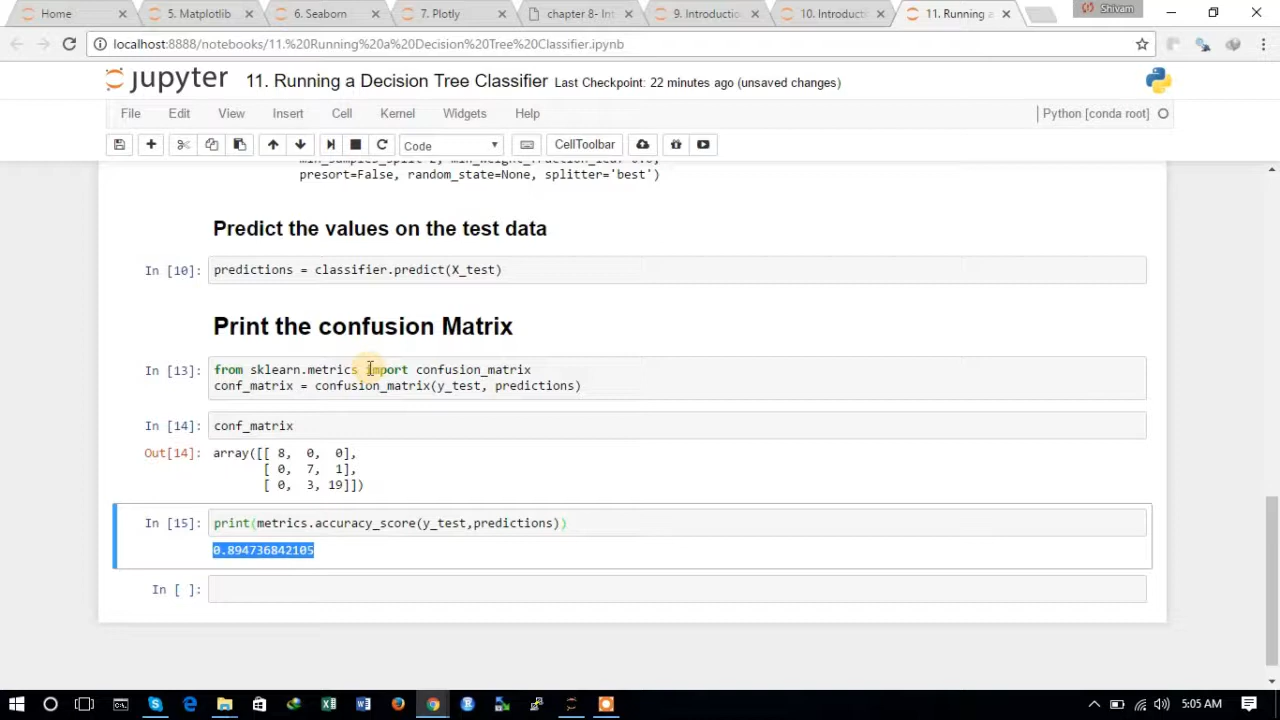 Home
5. Matplotlib
6. Seaborn
7. Plotly
chapter 8- Int
9. Introductio
10. Introducti
11. Running a
Shivam
localhost:8888/notebooks/11.%20Running%20a%20Decision%20Tree%20Classifier.ipynb
jupyter 11. Running a Decision Tree Classifier Last Checkpoint: 22 minutes ago (unsaved changes)
File Edit View Insert Cell Kernel Widgets Help Python [conda root]
Code CellToolbar
min_samples_split=2, min_weight_fraction_leaf=0.0,
presort=False, random_state=None, splitter='best')
Predict the values on the test data
In [10]: predictions = classifier.predict(X_test)
Print the confusion Matrix
In [13]: from sklearn.metrics import confusion_matrix
conf_matrix = confusion_matrix(y_test, predictions)
In [14]: conf_matrix
Out[14]: array([[ 8, 0, 0],
[ 0, 7, 1],
[ 0, 3, 19]])
In [15]: print(metrics.accuracy_score(y_test,predictions))
0.894736842105
In [ ]:
5:05 AM